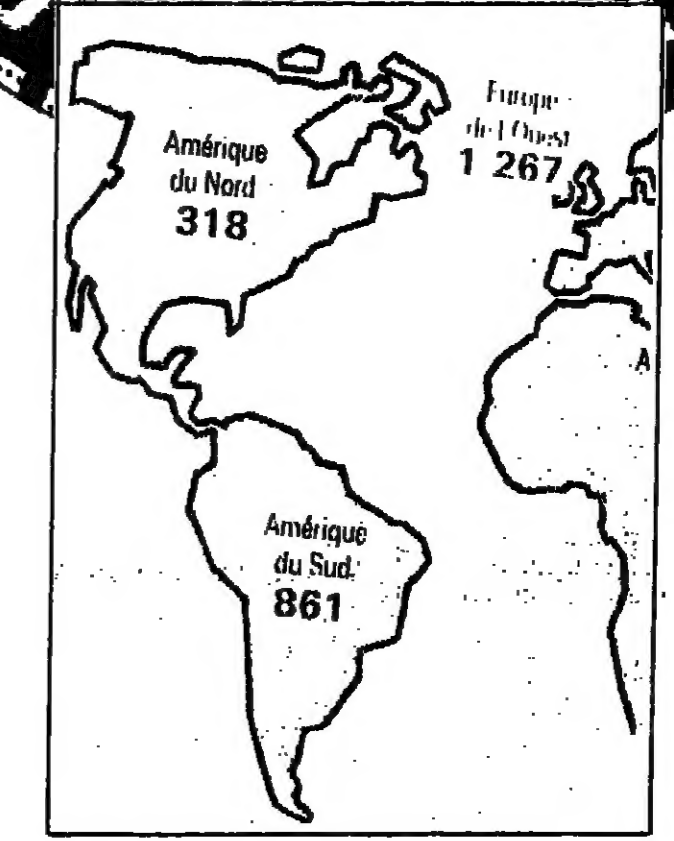 Europe
de l'Ouest
1 267
Amérique
du Nord
318
A
Amérique
du Sud
861